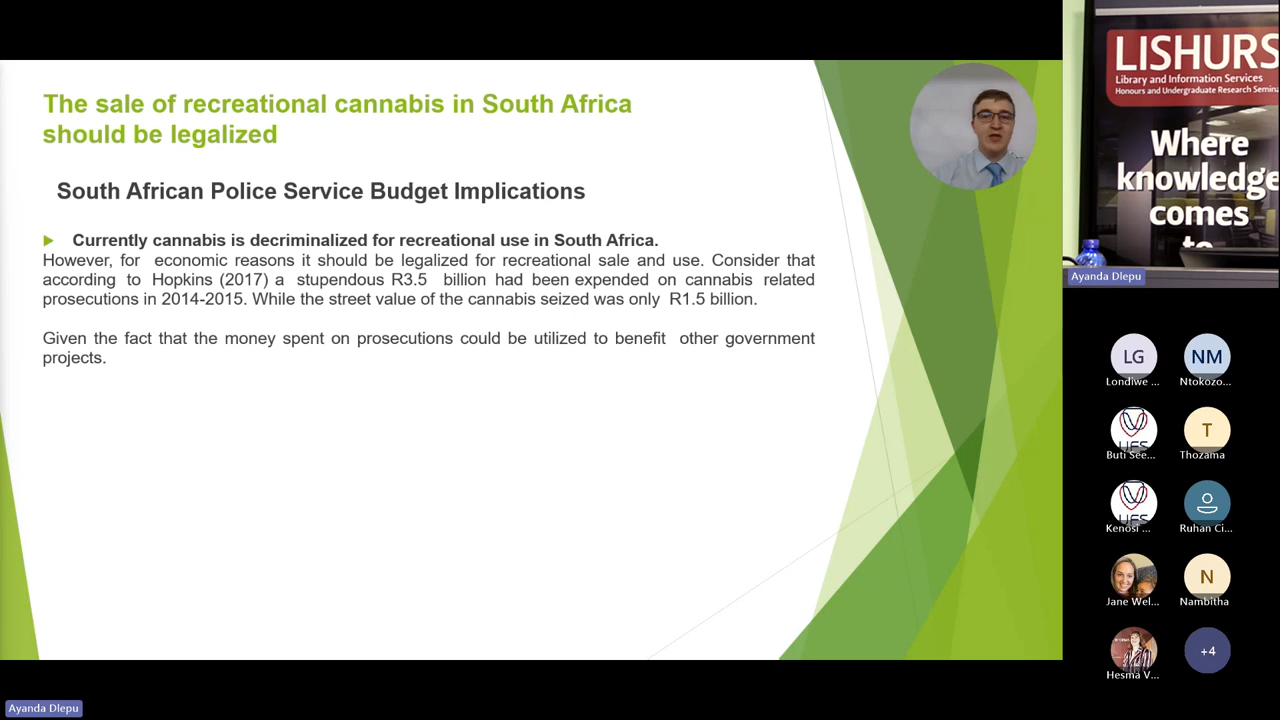 The sale of recreational cannabis in South Africa
should be legalized
South African Police Service Budget Implications
Currently cannabis is decriminalized for recreational use in South Africa.
However, for economic reasons it should be legalized for recreational sale and use. Consider that
according to Hopkins (2017) a stupendous R3.5 billion had been expended on cannabis related
prosecutions in 2014-2015. While the street value of the cannabis seized was only R1.5 billion.
Given the fact that the money spent on prosecutions could be utilized to benefit other government
projects.
Ayanda Dlepu
LISHURS
Library and Information Services
Honours and Undergraduate Research Semina
Where
knowledge
comes
to
Ayanda Dlepu
LG
Londiwe ...
NM
Ntokozo...
UFS
Buti See...
T
Thozama
UFS
Kenosi ...
Ruhan Ci...
Jane Wel...
N
Nambitha
Hesma V...
+4